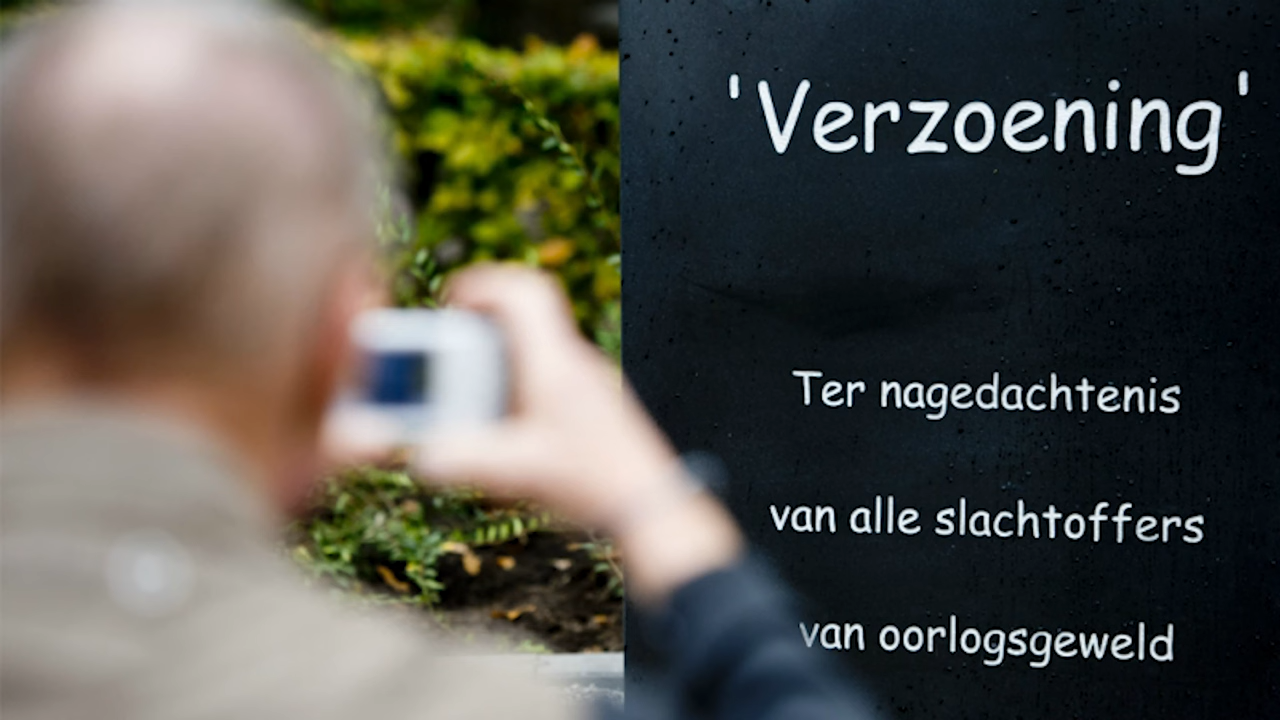 'Verzoening'
Ter nagedachtenis
van alle slachtoffers
van oorlogsgeweld